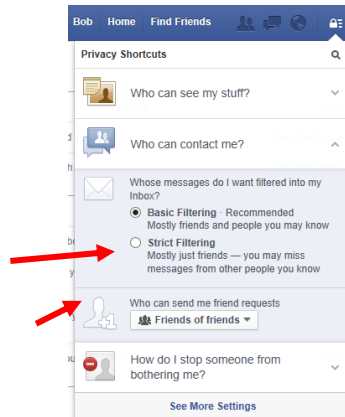 Bob Home Find Friends
Privacy Shortcuts
Who can see my stuff?
Who can contact me?
Whose messages do I want filtered into my
Inbox?
Basic Filtering · Recommended
Mostly friends and people you may know
Strict Filtering
Mostly just friends — you may miss
messages from other people you know
Who can send me friend requests
Friends of friends
How do I stop someone from
bothering me?
See More Settings